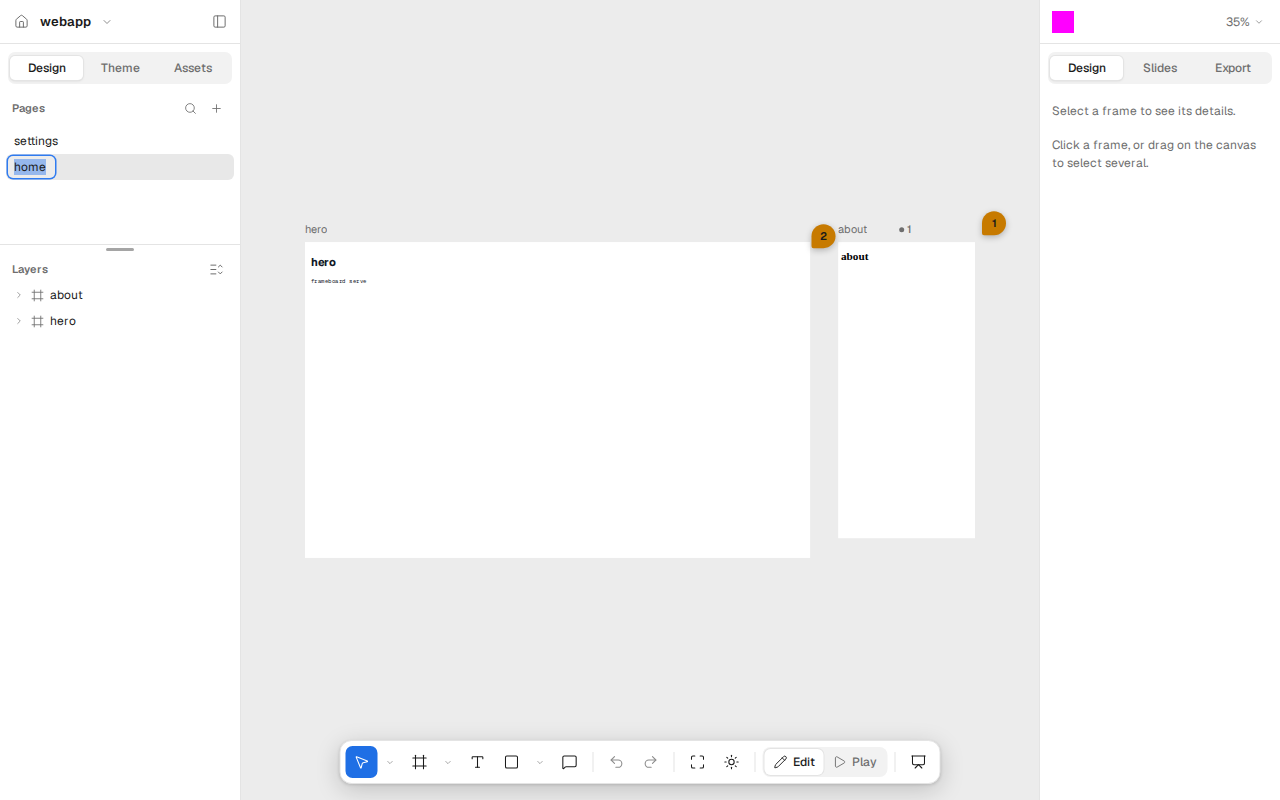 webapp
35%
Design
Theme
Assets
Design
Slides
Export
Pages
Select a frame to see its details.
settings
Click a frame, or drag on the canvas
to select several.
home
hero
2
about
1
1
hero
frameboard serve
about
Layers
about
hero
Edit
Play